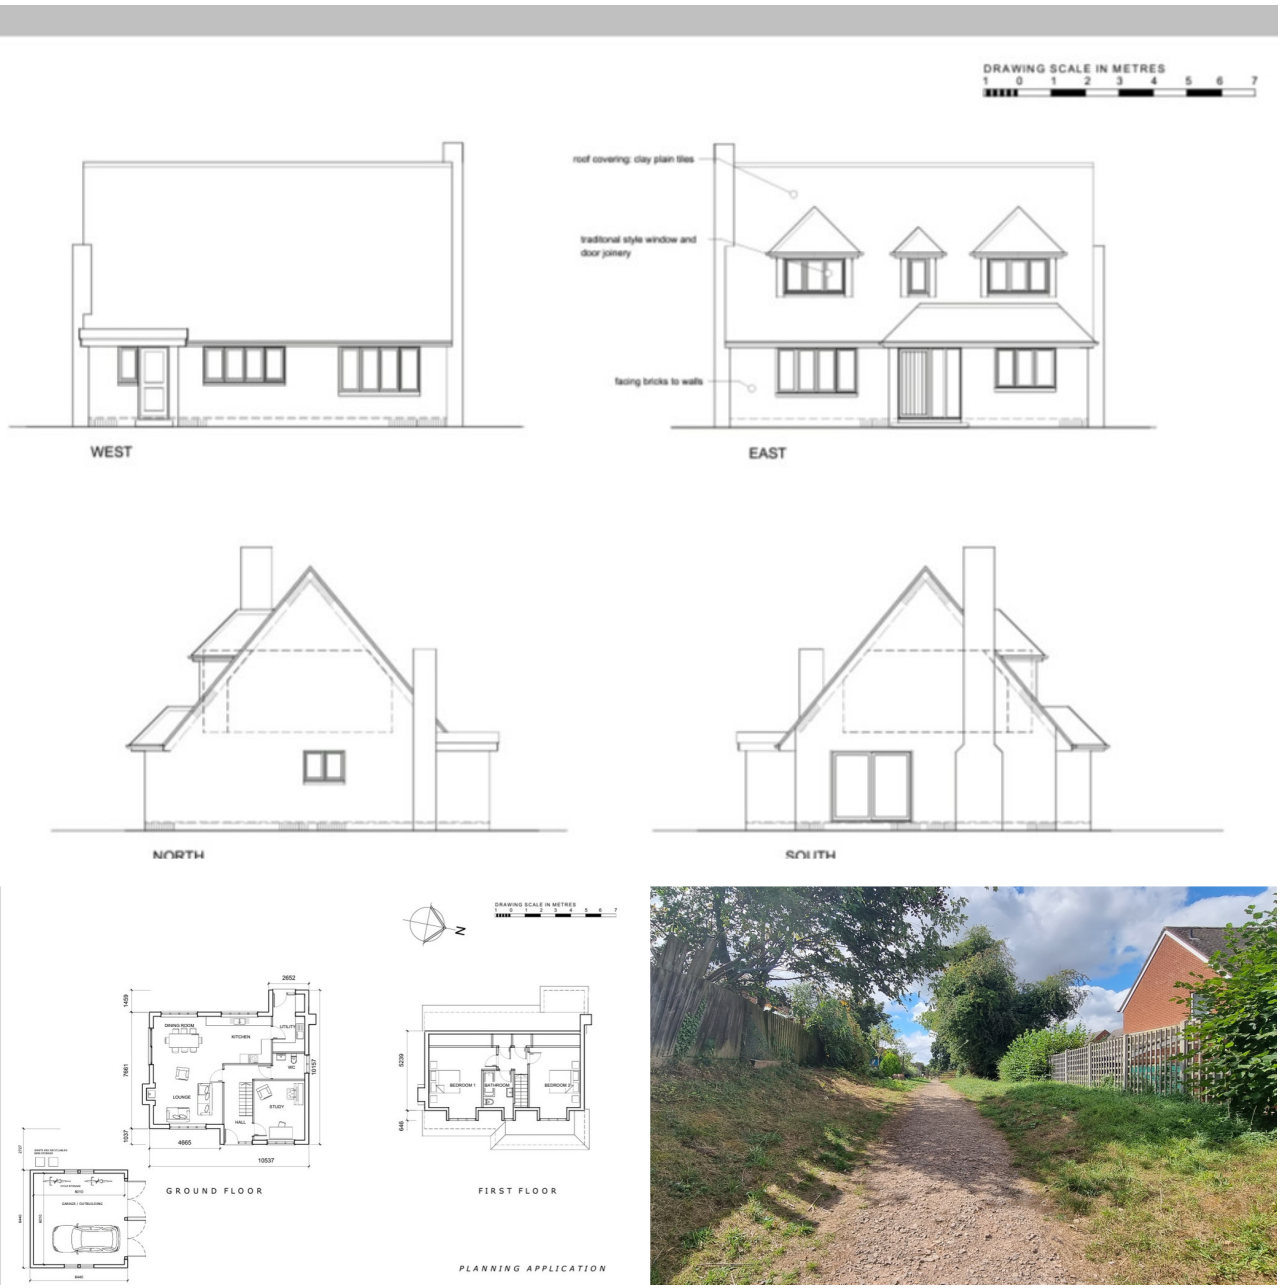 DRAWING SCALE IN METRES
1 0 1 2 3 4 5 6 7
roof covering: clay plain tiles
traditional style window and
door joinery
facing bricks to walls
WEST
EAST
NORTH
SOUTH
DRAWING SCALE IN METRES
1 0 1 2 3 4 5 6 7
N
2652
1459
DINING ROOM
KITCHEN
UTILITY
7661
WC
10157
LOUNGE
STUDY
HALL
1037
4665
10537
GROUND FLOOR
5239
BEDROOM 1
BATHROOM
BEDROOM 2
646
FIRST FLOOR
GARAGE / OUTBUILDING
PLANNING APPLICATION